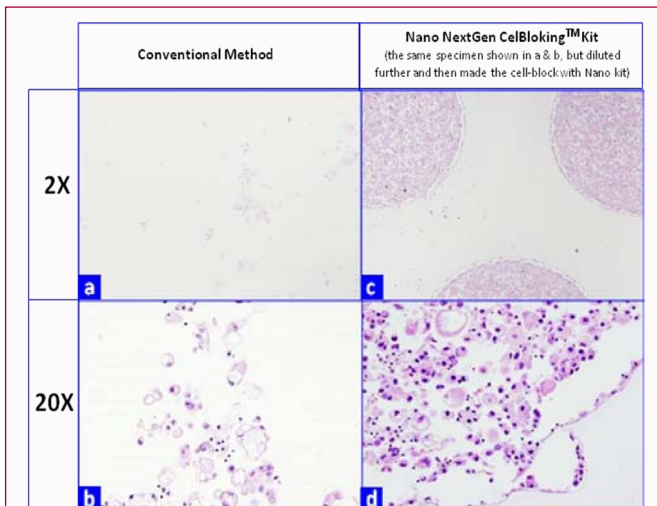 Conventional Method
Nano NextGen CelBloking™Kit
(the same specimen shown in a & b, but diluted
further and then made the cell-block with Nano kit)
2X
a
c
20X
b
d